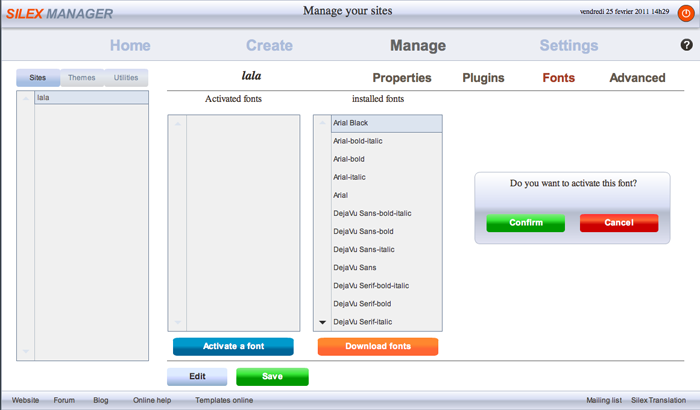 SILEX MANAGER
Manage your sites
vendredi 25 fevrier 2011 14h29
Home Create Manage Settings ?
Sites Themes Utilities
lala
lala
Properties Plugins Fonts Advanced
Activated fonts
installed fonts
Arial Black
Arial-bold-italic
Arial-bold
Arial-italic
Arial
DejaVu Sans-bold-italic
DejaVu Sans-bold
DejaVu Sans-italic
DejaVu Sans
DejaVu Serif-bold-italic
DejaVu Serif-bold
DejaVu Serif-italic
Do you want to activate this font?
Confirm Cancel
Activate a font
Download fonts
Edit Save
Website Forum Blog Online help Templates online Mailing list Silex Translation